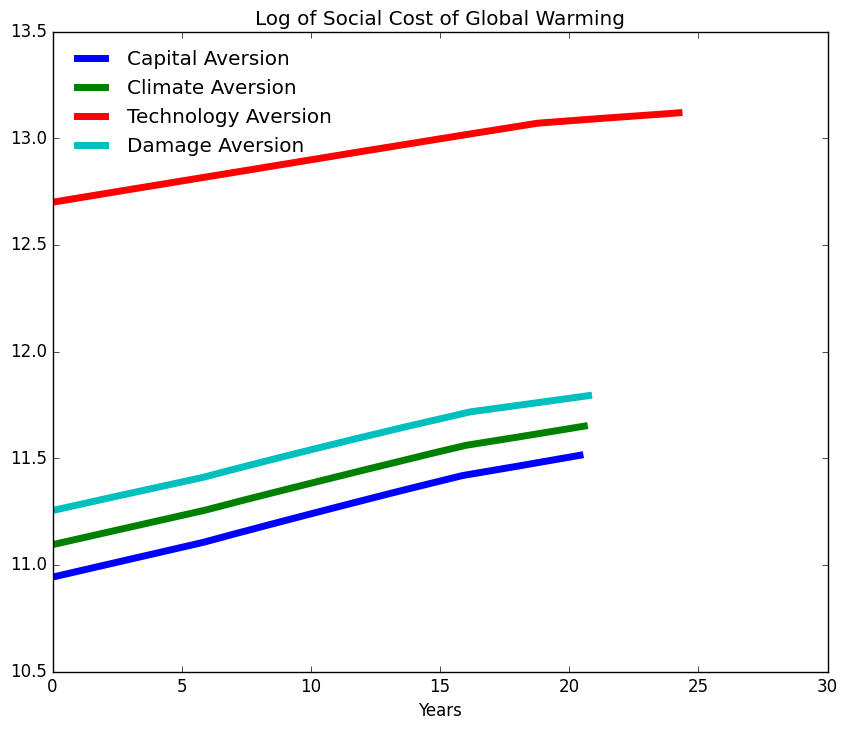 Log of Social Cost of Global Warming
13.5
13.0
12.5
12.0
11.5
11.0
10.5
Capital Aversion
Climate Aversion
Technology Aversion
Damage Aversion
0 5 10 15 20 25 30
Years